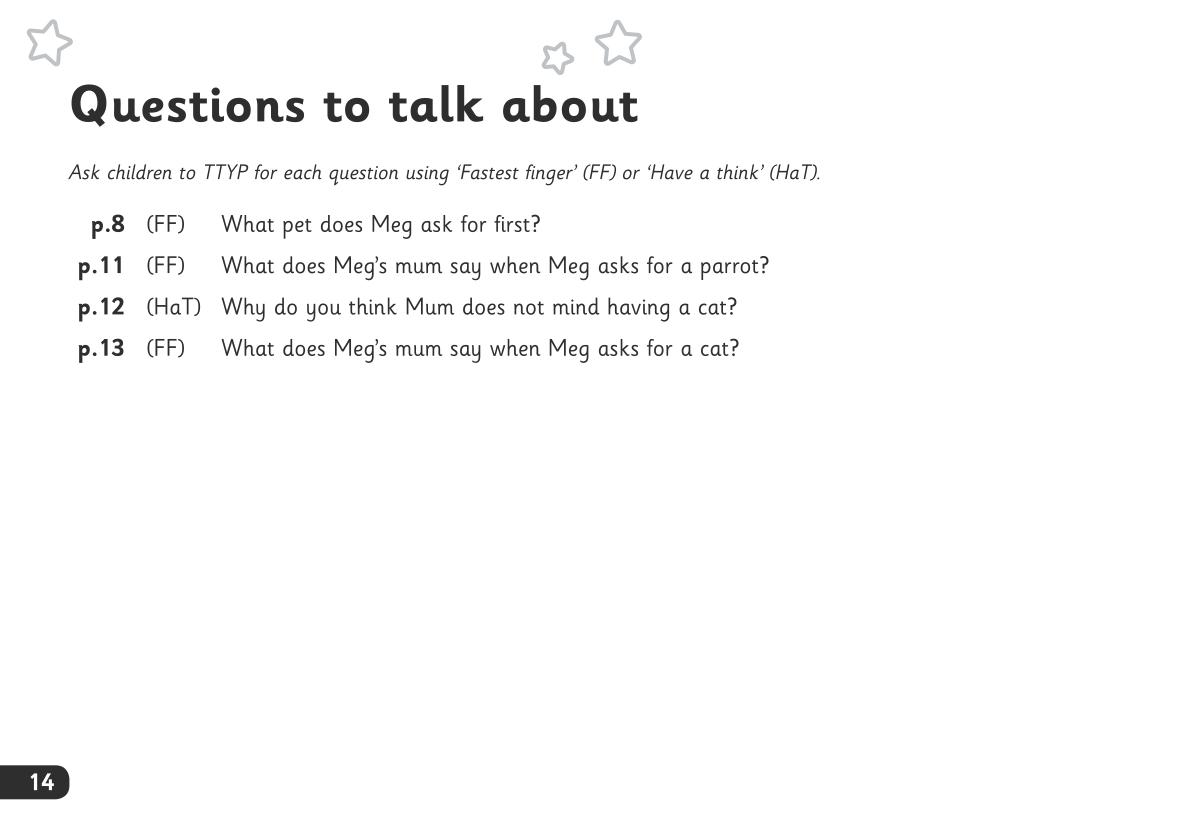 Questions to talk about
Ask children to TTYP for each question using ‘Fastest finger’ (FF) or ‘Have a think’ (HaT).
p.8 (FF) What pet does Meg ask for first?
p.11 (FF) What does Meg’s mum say when Meg asks for a parrot?
p.12 (HaT) Why do you think Mum does not mind having a cat?
p.13 (FF) What does Meg’s mum say when Meg asks for a cat?
14